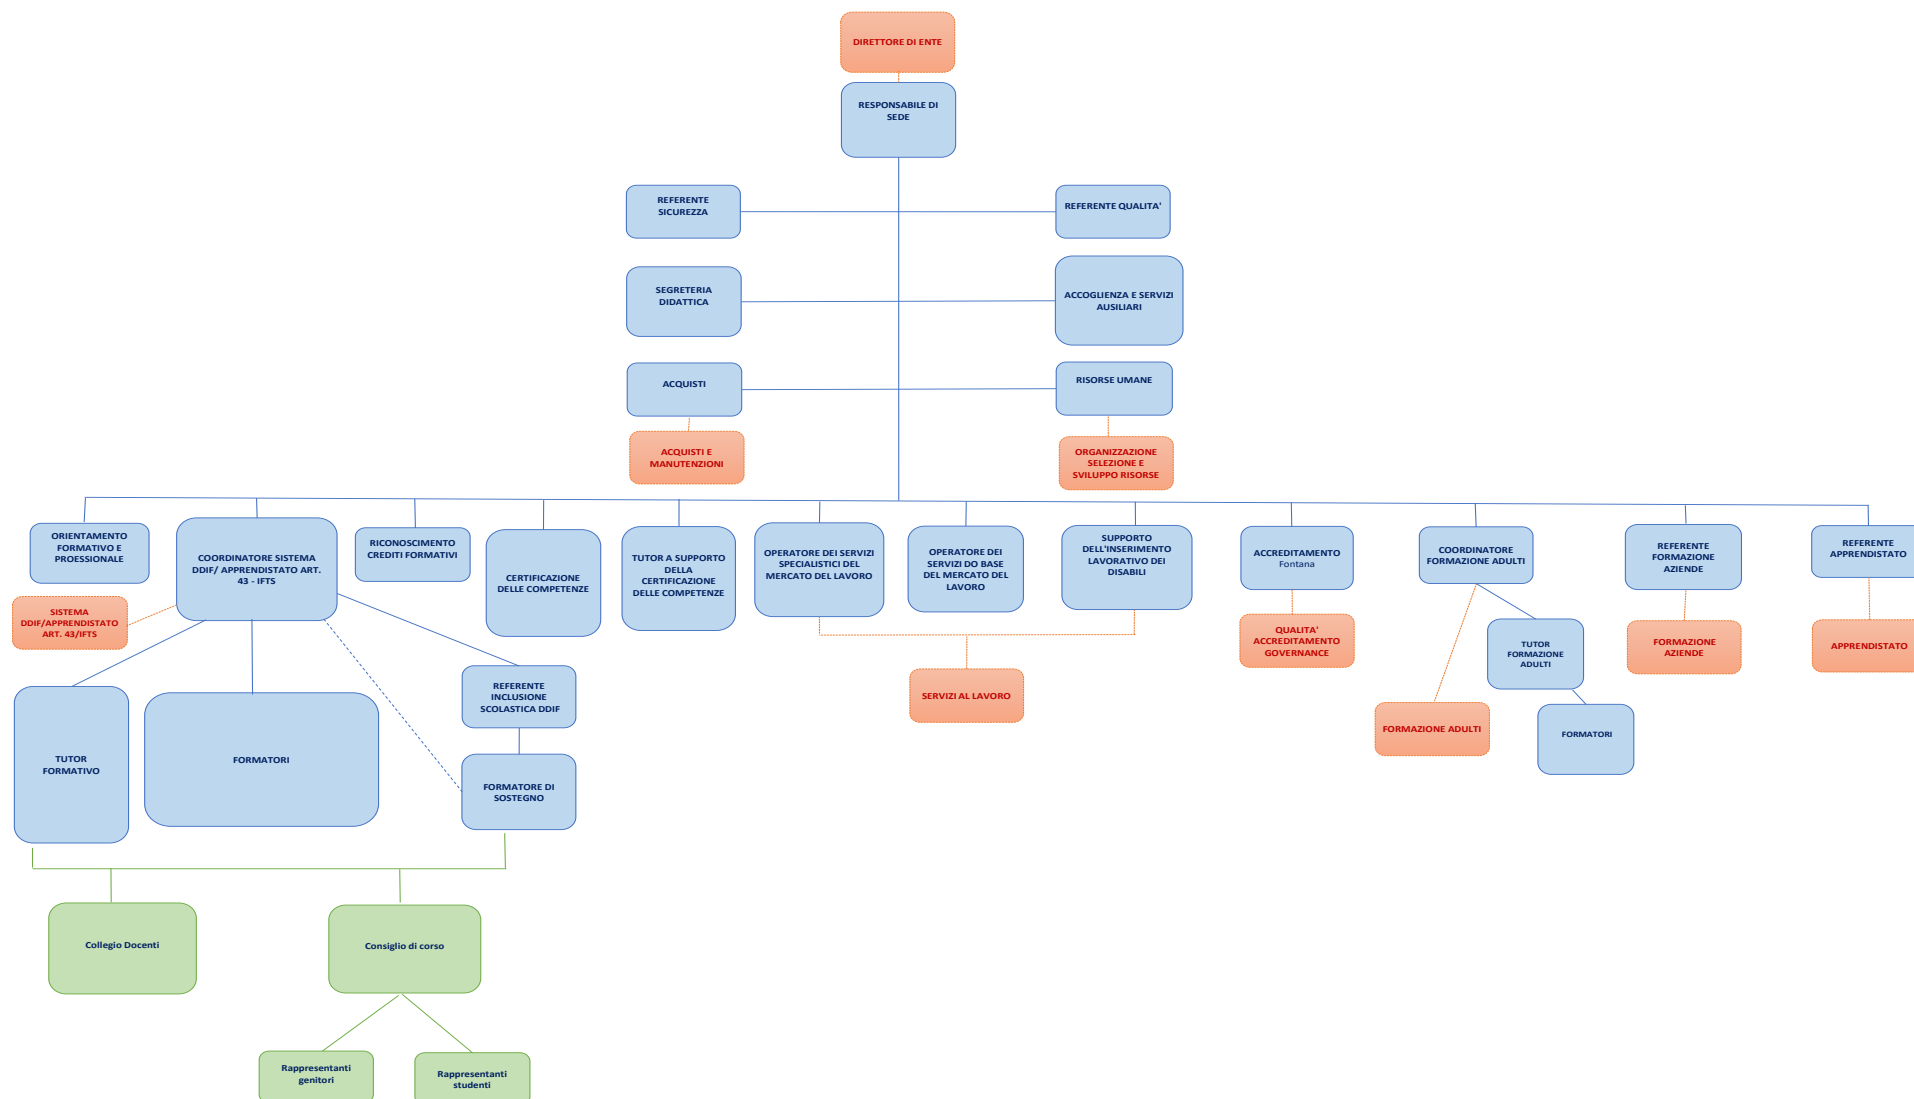 DIRETTORE DI ENTE
RESPONSABILE DI
SEDE
REFERENTE
SICUREZZA
REFERENTE QUALITA'
SEGRETERIA
DIDATTICA
ACCOGLIENZA E SERVIZI
AUSILIARI
ACQUISTI
RISORSE UMANE
ACQUISTI E
MANUTENZIONI
ORGANIZZAZIONE
SELEZIONE E
SVILUPPO RISORSE
ORIENTAMENTO
FORMATIVO E
PROESSIONALE
COORDINATORE SISTEMA
DDIF/ APPRENDISTATO ART.
43 - IFTS
RICONOSCIMENTO
CREDITI FORMATIVI
CERTIFICAZIONE
DELLE COMPETENZE
TUTOR A SUPPORTO
DELLA
CERTIFICAZIONE
DELLE COMPETENZE
OPERATORE DEI SERVIZI
SPECIALISTICI DEL
MERCATO DEL LAVORO
OPERATORE DEI
SERVIZI DO BASE
DEL MERCATO DEL
LAVORO
SUPPORTO
DELL'INSERIMENTO
LAVORATIVO DEI
DISABILI
ACCREDITAMENTO
Fontana
COORDINATORE
FORMAZIONE ADULTI
REFERENTE
FORMAZIONE
AZIENDE
REFERENTE
APPRENDISTATO
SISTEMA
DDIF/APPRENDISTATO
ART. 43/IFTS
QUALITA'
ACCREDITAMENTO
GOVERNANCE
TUTOR
FORMAZIONE
ADULTI
FORMAZIONE
AZIENDE
APPRENDISTATO
REFERENTE
INCLUSIONE
SCOLASTICA DDIF
SERVIZI AL LAVORO
FORMAZIONE ADULTI
FORMATORI
TUTOR
FORMATIVO
FORMATORI
FORMATORE DI
SOSTEGNO
Collegio Docenti
Consiglio di corso
Rappresentanti
genitori
Rappresentanti
studenti